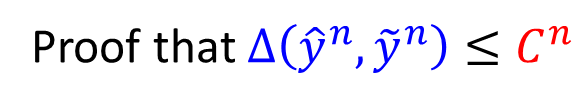 Proof that Δ(ŷⁿ, ỹⁿ) ≤ Cⁿ